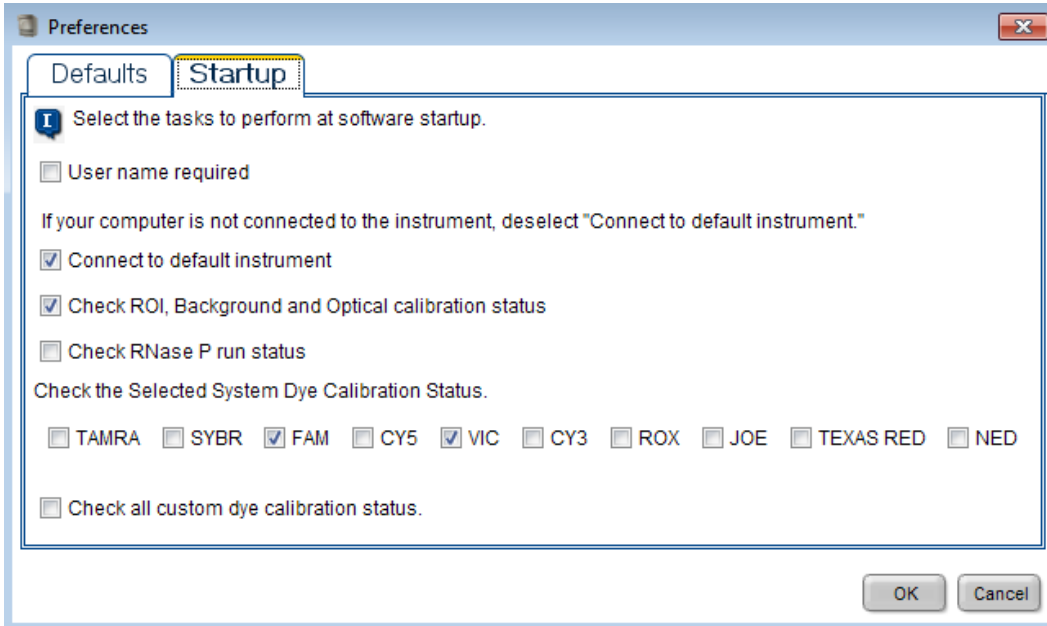 Preferences
Defaults Startup
I Select the tasks to perform at software startup.
User name required
If your computer is not connected to the instrument, deselect "Connect to default instrument."
Connect to default instrument
Check ROI, Background and Optical calibration status
Check RNase P run status
Check the Selected System Dye Calibration Status.
TAMRA SYBR FAM CY5 VIC CY3 ROX JOE TEXAS RED NED
Check all custom dye calibration status.
OK Cancel